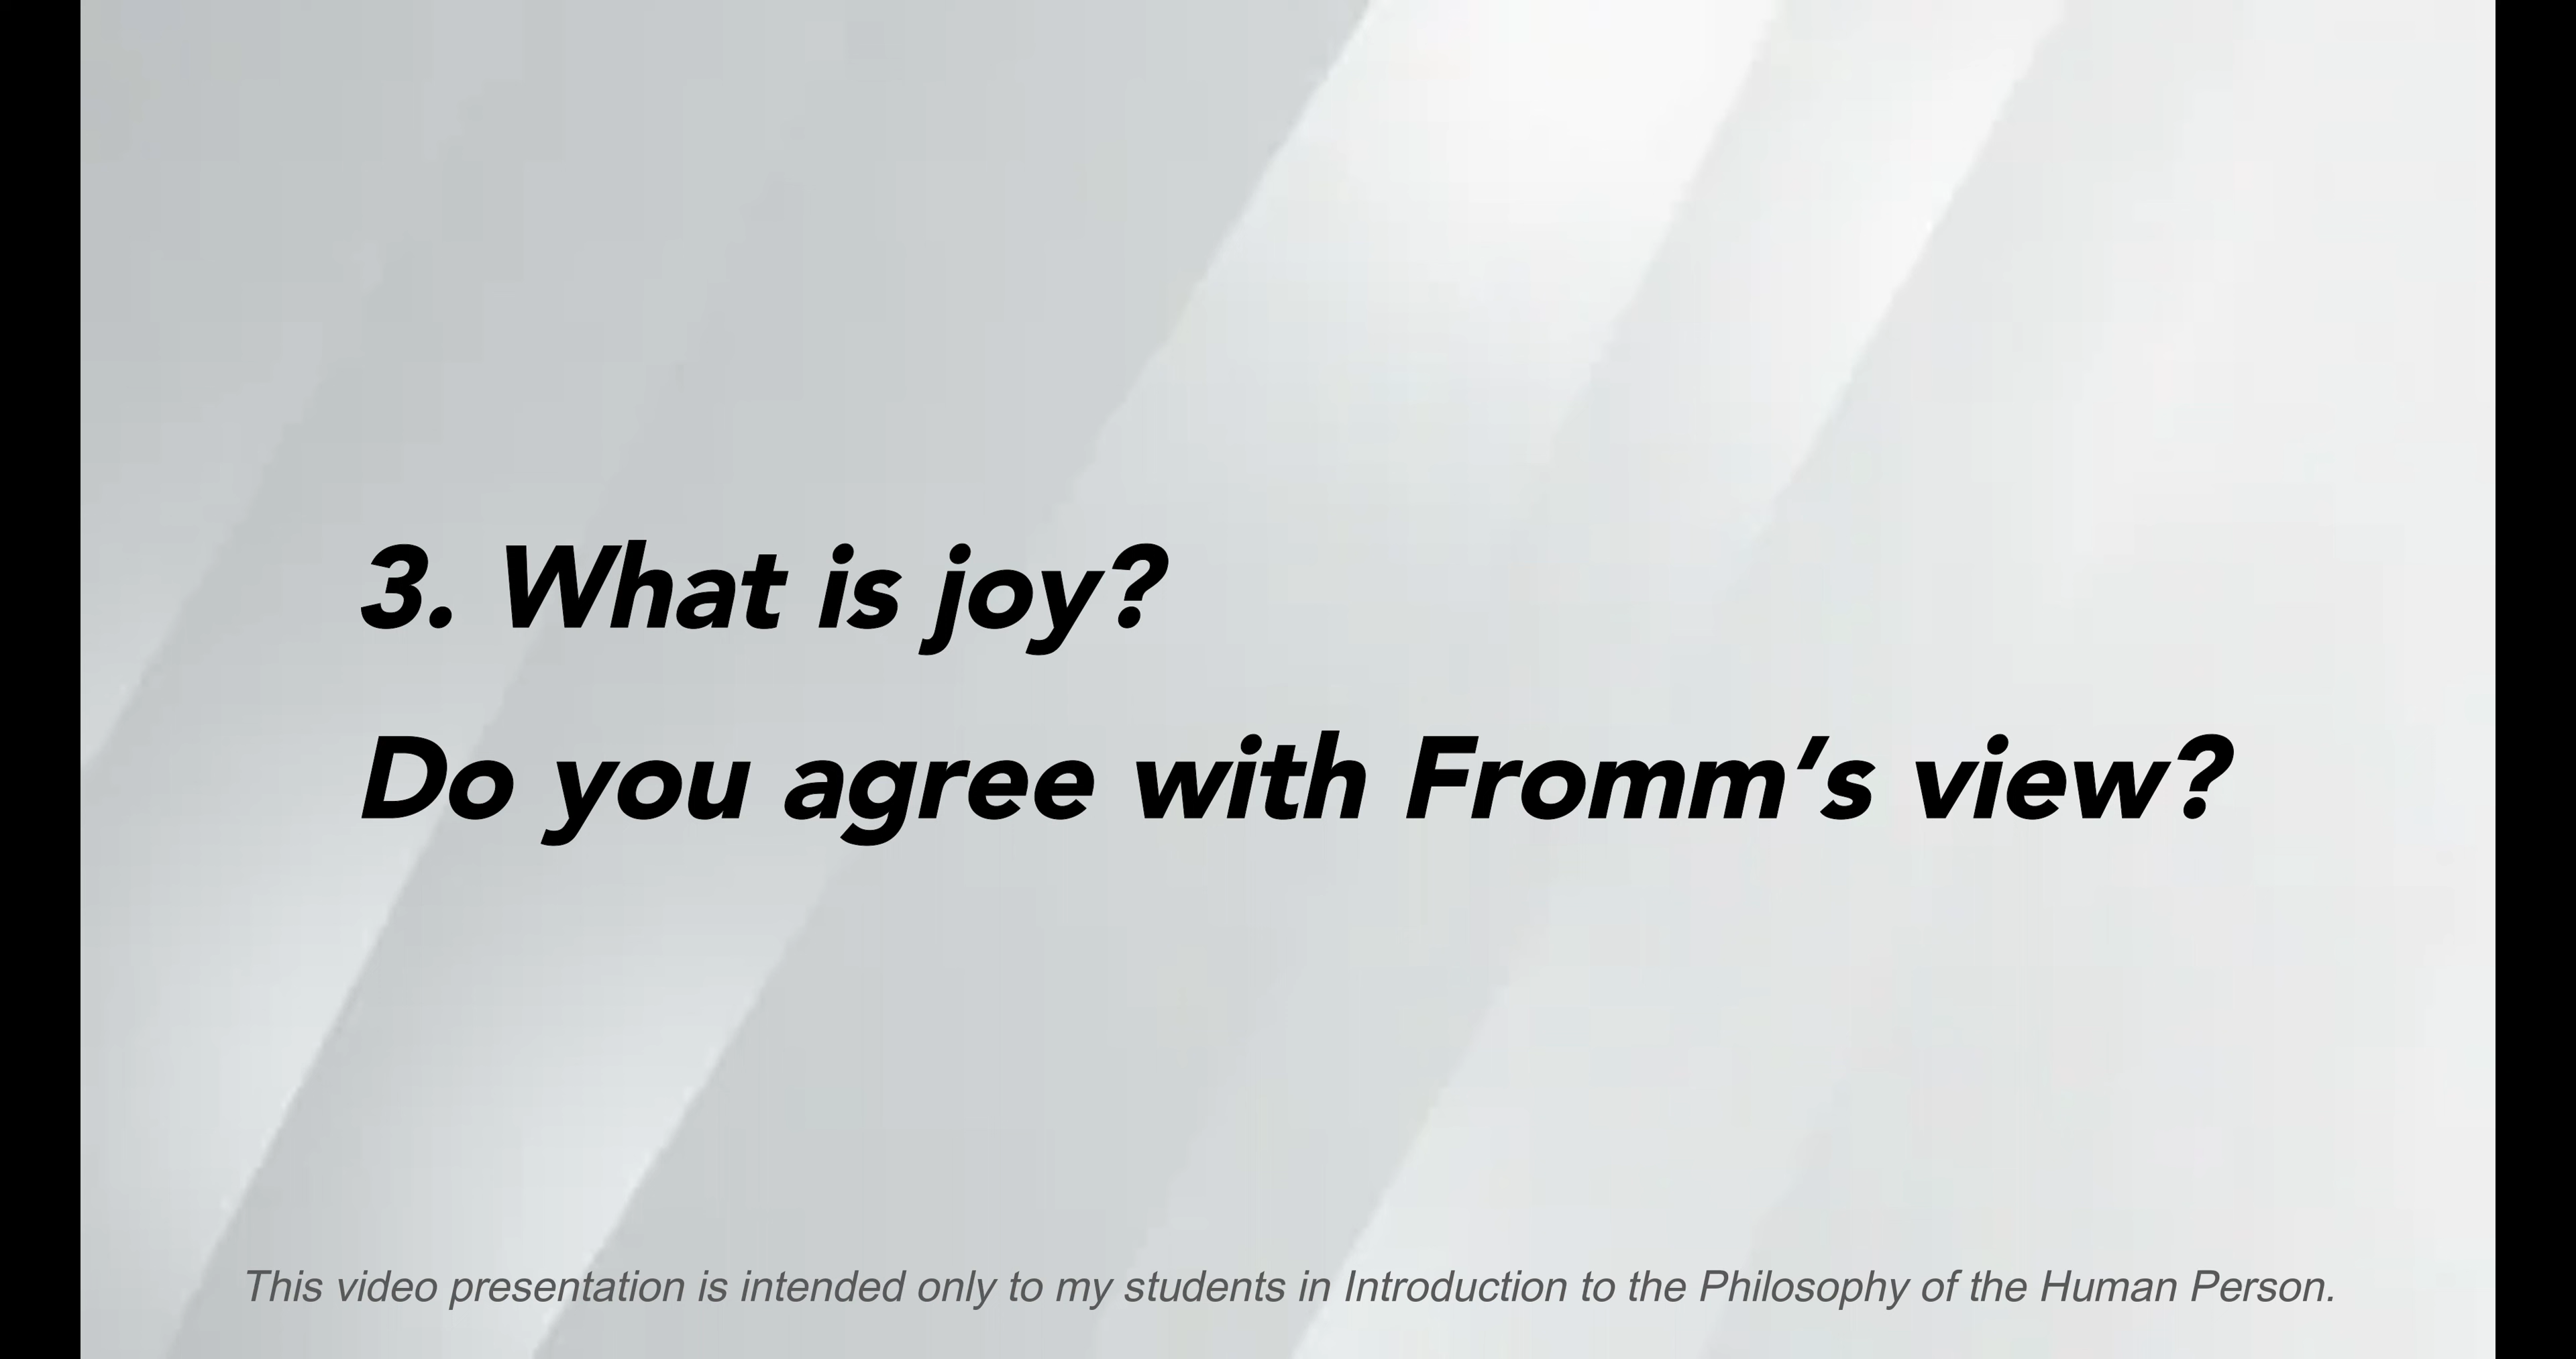 3. What is joy?
Do you agree with Fromm’s view?
This video presentation is intended only to my students in Introduction to the Philosophy of the Human Person.